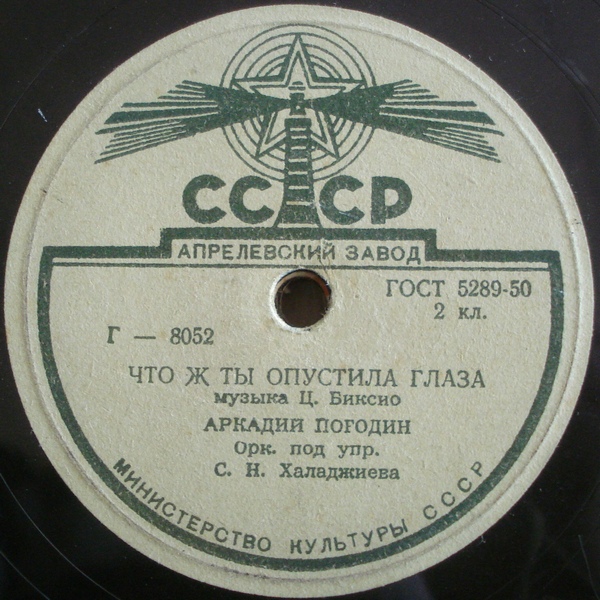 СССР
АПРЕЛЕВСКИЙ ЗАВОД
ГОСТ 5289-50
2 кл.
Г — 8052
ЧТО Ж ТЫ ОПУСТИЛА ГЛАЗА
музыка Ц. Биксио
АРКАДИЙ ПОГОДИН
Орк. под упр.
С. Н. Халаджиева
МИНИСТЕРСТВО КУЛЬТУРЫ СССР